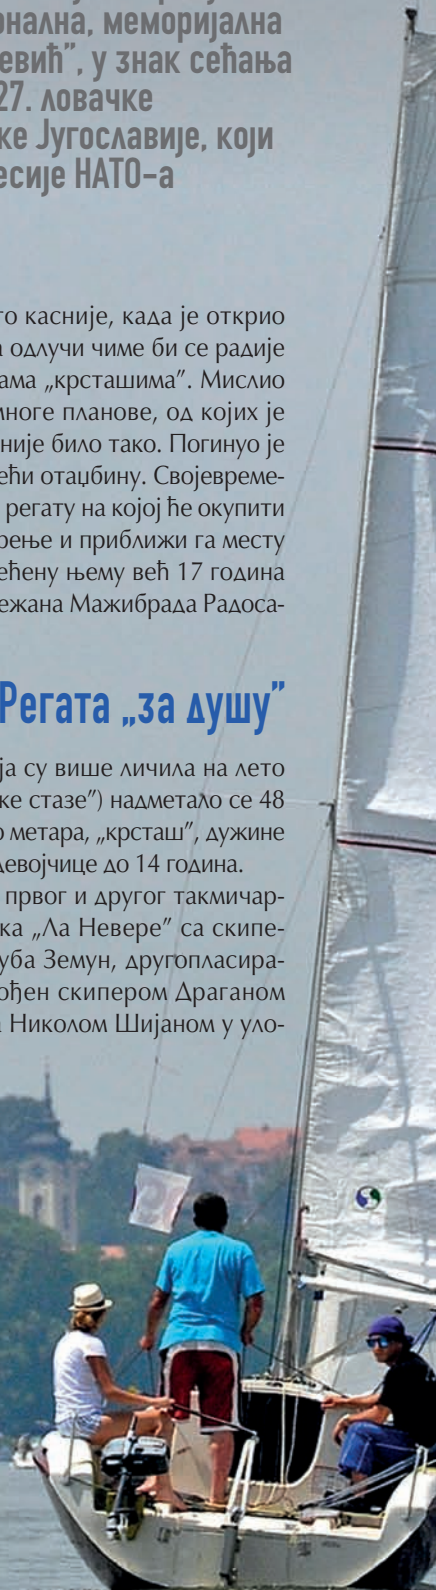 онална, меморијална
евић”, у знак сећања
27. ловачке
ке Југославије, који
есије НАТО-а
то касније, када је открио
а одлучи чиме би се радије
ама „крсташима”. Мислио
многе планове, од којих је
није било тако. Погинуо је
ећи отаџбину. Својевреме-
регату на којој ће окупити
рење и приближи га месту
ећену њему већ 17 година
ежана Мажибрада Радоса-
Регата „за душу”
ја су више личила на лето
ке стазе”) надметало се 48
о метара, „крсташ”, дужине
девојчице до 14 година.
првог и другог такмичар-
ка „Ла Невере” са скипе-
уба Земун, другопласира-
ођен скипером Драганом
а Николом Шијаном у уло-